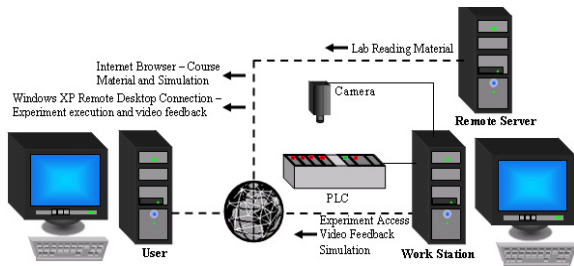 Lab Reading Material
Internet Browser – Course
Material and Simulation
Windows XP Remote Desktop Connection –
Experiment execution and video feedback
Camera
Remote Server
PLC
Experiment Access
Video Feedback
Simulation
User
Work Station